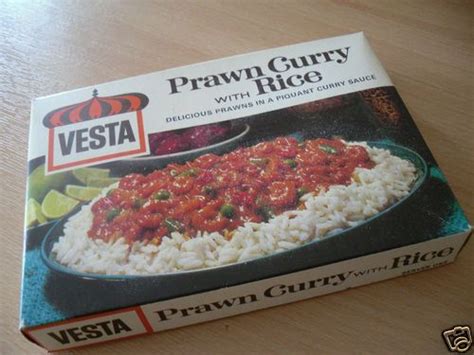 Prawn Curry
WITH Rice
DELICIOUS PRAWNS IN A PIQUANT CURRY SAUCE
VESTA
VESTA Prawn Curry WITH Rice